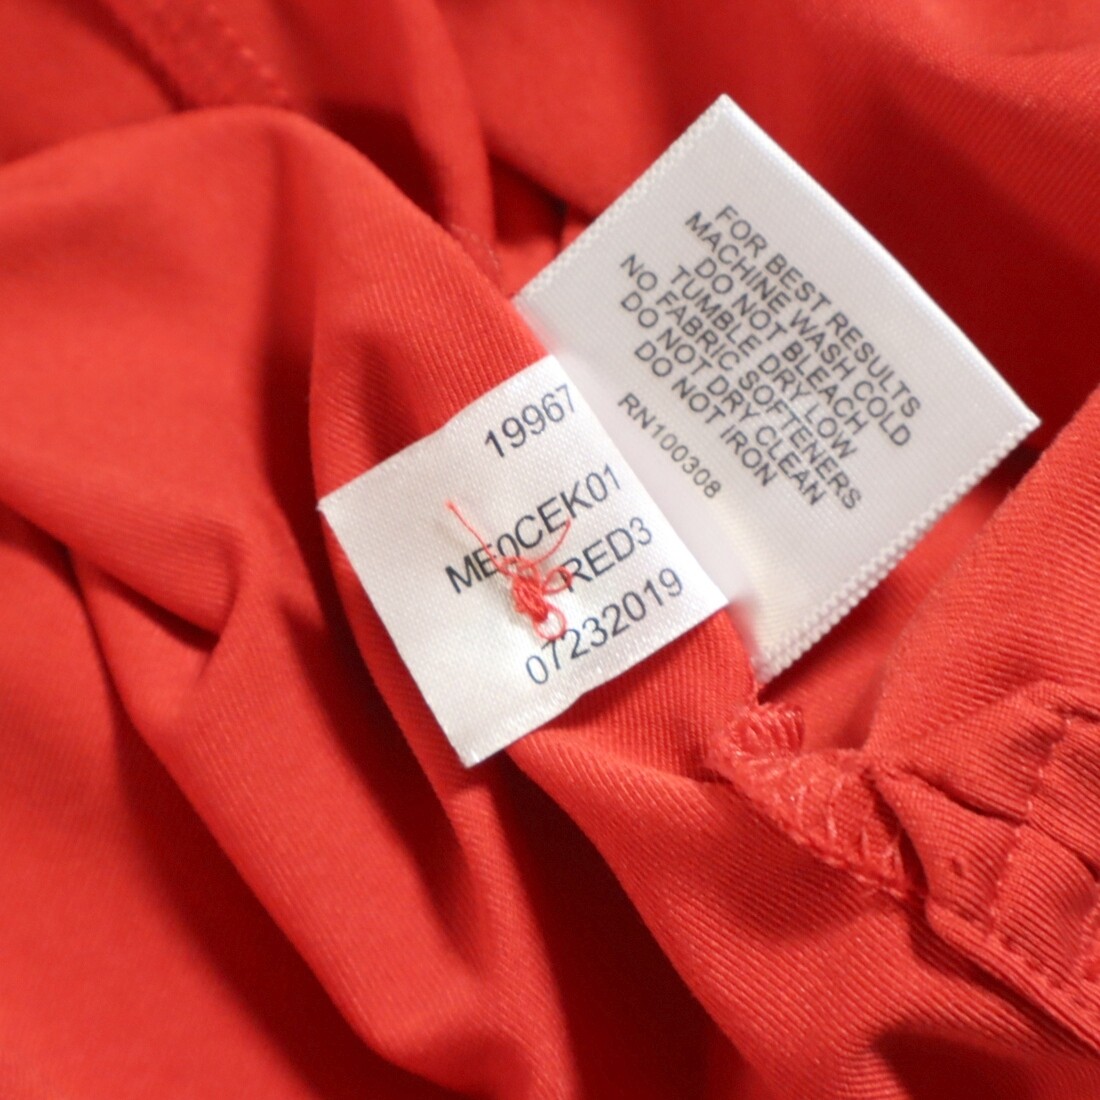 FOR BEST RESULTS
MACHINE WASH COLD
DO NOT BLEACH
TUMBLE DRY LOW
NO FABRIC SOFTENERS
DO NOT DRY CLEAN
DO NOT IRON
RN100308
19967
ME0CEK01
RED3
07232019